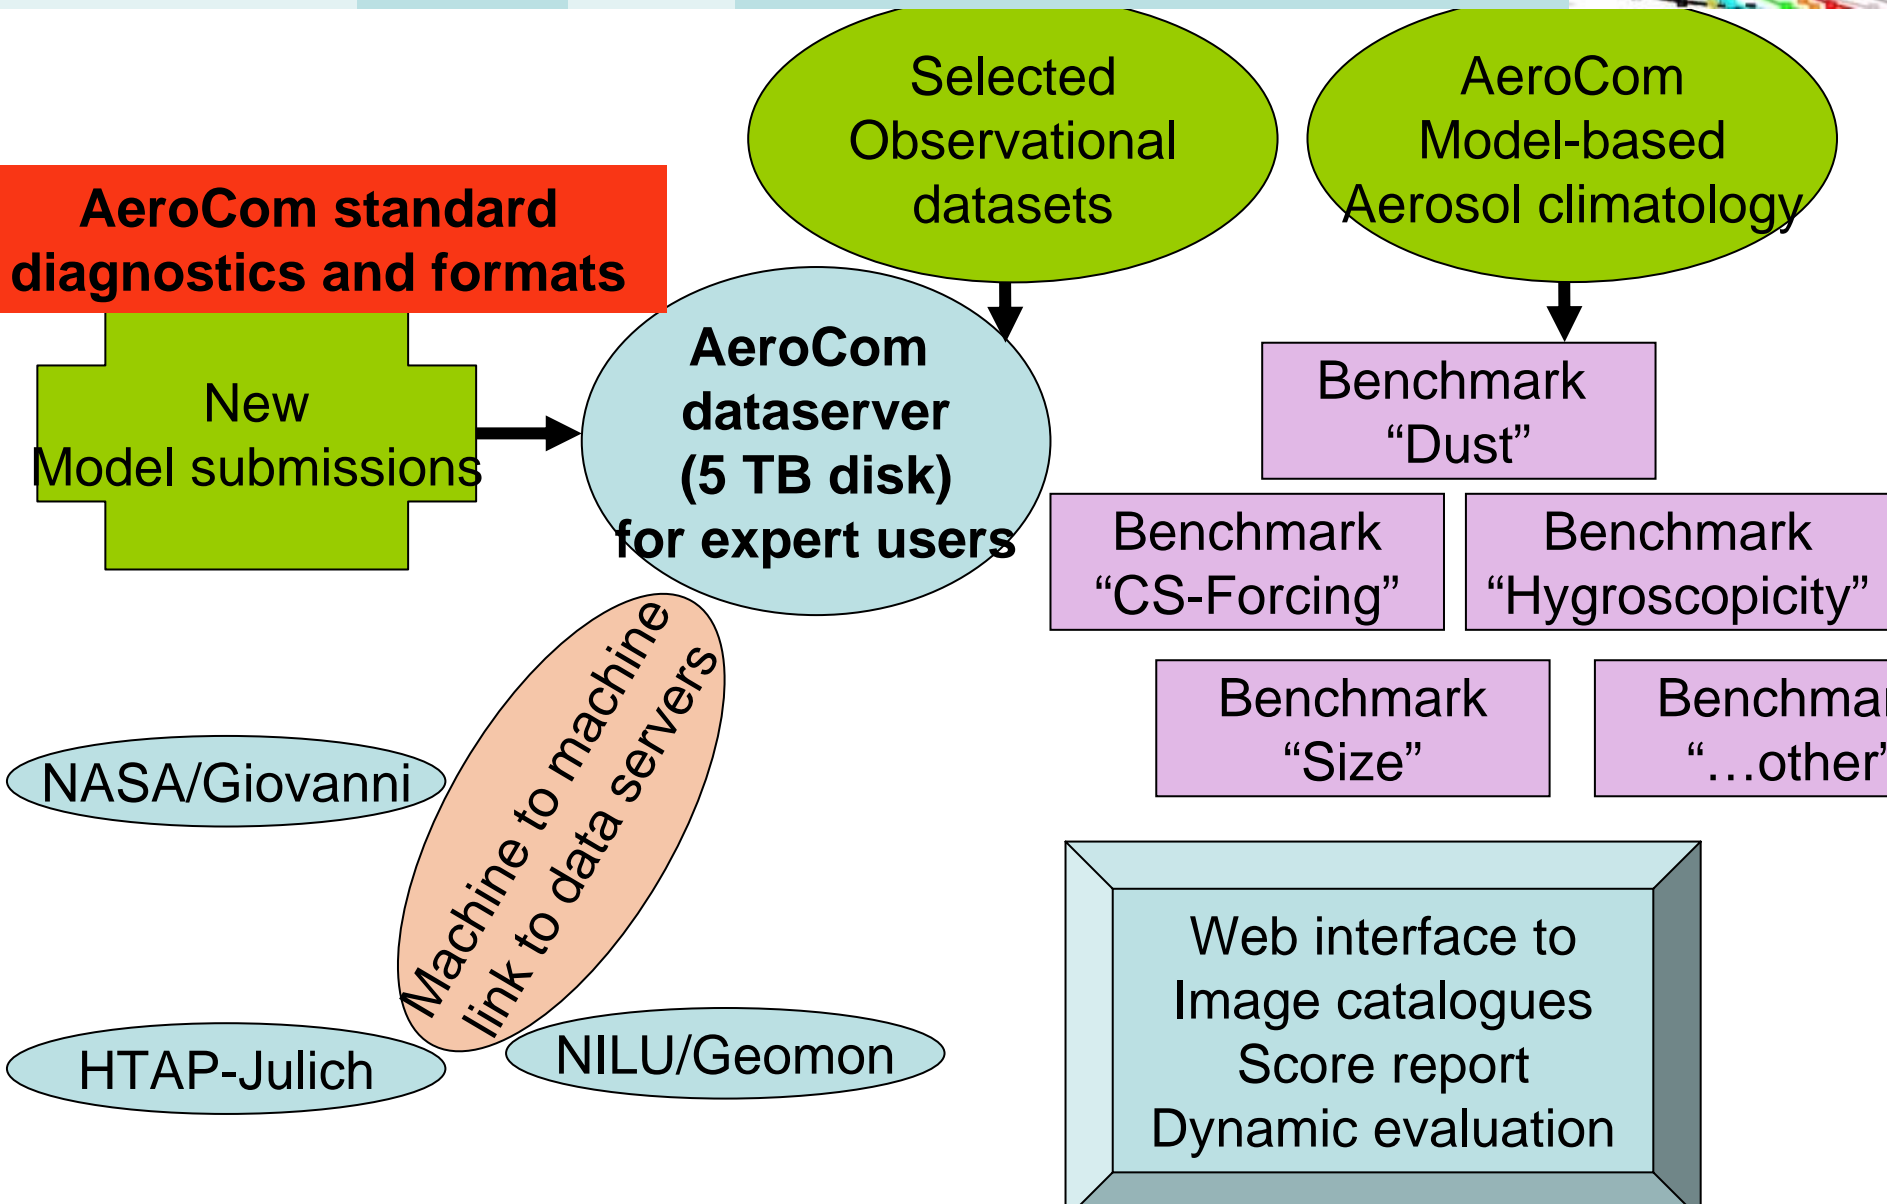 Selected
Observational
datasets
AeroCom
Model-based
Aerosol climatology
AeroCom standard
diagnostics and formats
New
Model submissions
AeroCom
dataserver
(5 TB disk)
for expert users
Benchmark
“Dust”
Benchmark
“CS-Forcing”
Benchmark
“Hygroscopicity”
Benchmark
“Size”
Benchmar
“…other”
Machine to machine
link to data servers
NASA/Giovanni
HTAP-Julich
NILU/Geomon
Web interface to
Image catalogues
Score report
Dynamic evaluation